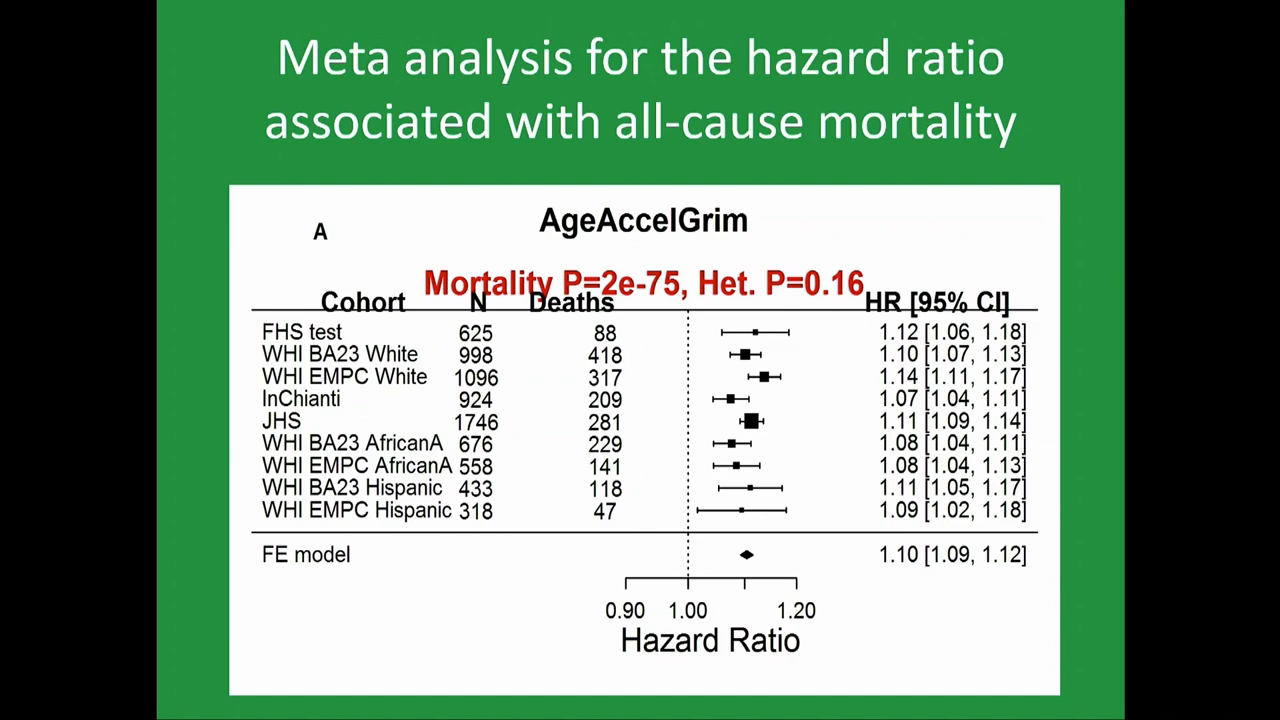 Meta analysis for the hazard ratio
associated with all-cause mortality
A
AgeAccelGrim
Mortality P=2e-75, Het. P=0.16
Cohort N Deaths HR [95% CI]
FHS test 625 88 1.12 [1.06, 1.18]
WHI BA23 White 998 418 1.10 [1.07, 1.13]
WHI EMPC White 1096 317 1.14 [1.11, 1.17]
InChianti 924 209 1.07 [1.04, 1.11]
JHS 1746 281 1.11 [1.09, 1.14]
WHI BA23 AfricanA 676 229 1.08 [1.04, 1.11]
WHI EMPC AfricanA 558 141 1.08 [1.04, 1.13]
WHI BA23 Hispanic 433 118 1.11 [1.05, 1.17]
WHI EMPC Hispanic 318 47 1.09 [1.02, 1.18]
FE model 1.10 [1.09, 1.12]
0.90 1.00 1.20
Hazard Ratio